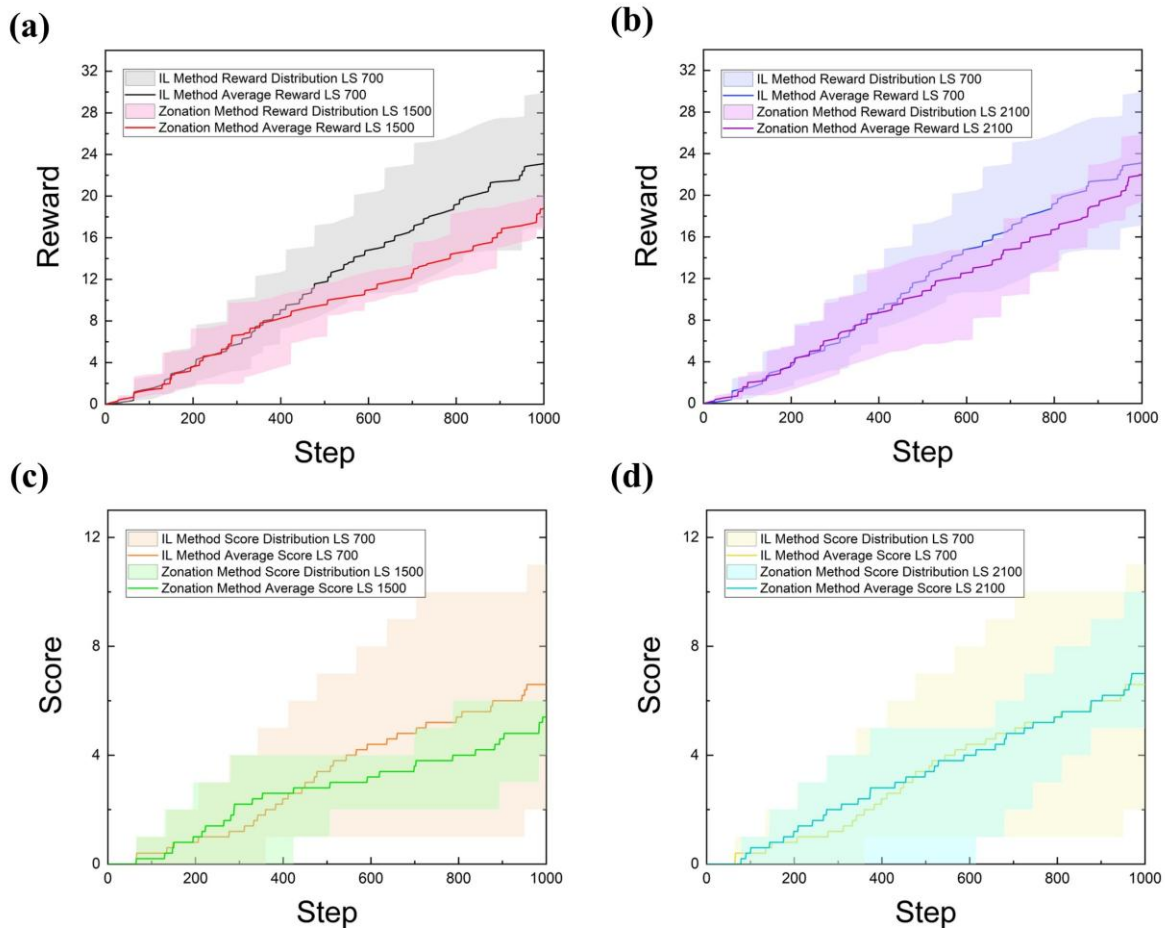 (a)
32
28
24
20
16
12
8
4
0
Reward
IL Method Reward Distribution LS 700
IL Method Average Reward LS 700
Zonation Method Reward Distribution LS 1500
Zonation Method Average Reward LS 1500
0 200 400 600 800 1000
Step
(b)
32
28
24
20
16
12
8
4
0
Reward
IL Method Reward Distribution LS 700
IL Method Average Reward LS 700
Zonation Method Reward Distribution LS 2100
Zonation Method Average Reward LS 2100
0 200 400 600 800 1000
Step
(c)
12
8
4
0
Score
IL Method Score Distribution LS 700
IL Method Average Score LS 700
Zonation Method Score Distribution LS 1500
Zonation Method Average Score LS 1500
0 200 400 600 800 1000
Step
(d)
12
8
4
0
Score
IL Method Score Distribution LS 700
IL Method Average Score LS 700
Zonation Method Score Distribution LS 2100
Zonation Method Average Score LS 2100
0 200 400 600 800 1000
Step